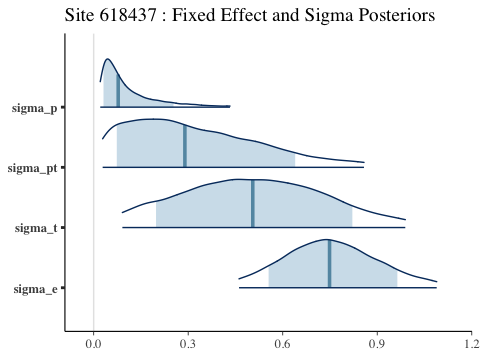 Site 618437 : Fixed Effect and Sigma Posteriors
sigma_p
sigma_pt
sigma_t
sigma_e
0.0 0.3 0.6 0.9 1.2